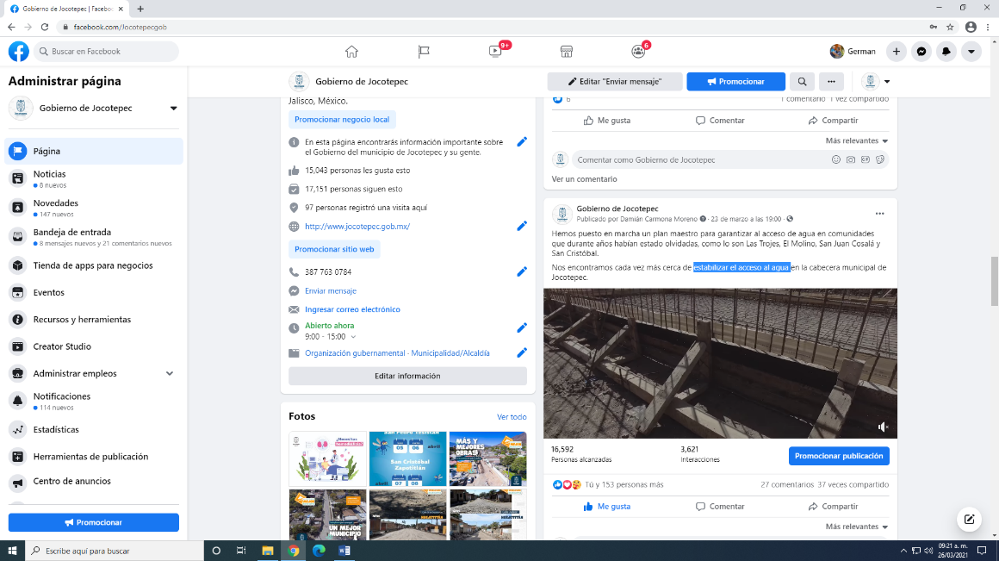 Gobierno de Jocotepec | Facebo
facebook.com/Jocotepecgob
Buscar en Facebook
9+
6
German
Administrar página
Gobierno de Jocotepec
Página
Noticias
8 nuevos
Novedades
147 nuevos
Bandeja de entrada
8 mensajes nuevos y 21 comentarios nuevos
Tienda de apps para negocios
Eventos
Recursos y herramientas
Creator Studio
Administrar empleos
Notificaciones
114 nuevos
Estadísticas
Herramientas de publicación
Centro de anuncios
Promocionar
Gobierno de Jocotepec
Editar "Enviar mensaje"
Promocionar
Jalisco, México.
Promocionar negocio local
En esta página encontrarás información importante sobre
el Gobierno del municipio de Jocotepec y su gente.
15,043 personas les gusta esto
17,151 personas siguen esto
97 personas registró una visita aquí
http://www.jocotepec.gob.mx/
Promocionar sitio web
387 763 0784
Enviar mensaje
Ingresar correo electrónico
Abierto ahora
9:00 - 15:00
Organización gubernamental · Municipalidad/Alcaldía
Editar información
Fotos
Ver todo
¿Necesitas
San Pedro Tesistán
05 06 abril
San Cristóbal
Zapotitlán
07 08
MÁS Y
MEJORES
OBRAS
UN MEJOR
MUNICIPIO
6
1 comentario 1 vez compartido
Me gusta
Comentar
Compartir
Más relevantes
Comentar como Gobierno de Jocotepec
Ver un comentario
Gobierno de Jocotepec
Publicado por Damián Carmona Moreno · 23 de marzo a las 19:00 ·
Hemos puesto en marcha un plan maestro para garantizar al acceso de agua en comunidades
que durante años habían estado olvidadas, como lo son Las Trojes, El Molino, San Juan Cosalá y
San Cristóbal.
Nos encontramos cada vez más cerca de estabilizar el acceso al agua en la cabecera municipal de
Jocotepec.
16,592
Personas alcanzadas
3,621
Interacciones
Promocionar publicación
Tú y 153 personas más
27 comentarios 37 veces compartido
Me gusta
Comentar
Compartir
Más relevantes
Escribe aquí para buscar
09:21 a. m.
26/03/2021